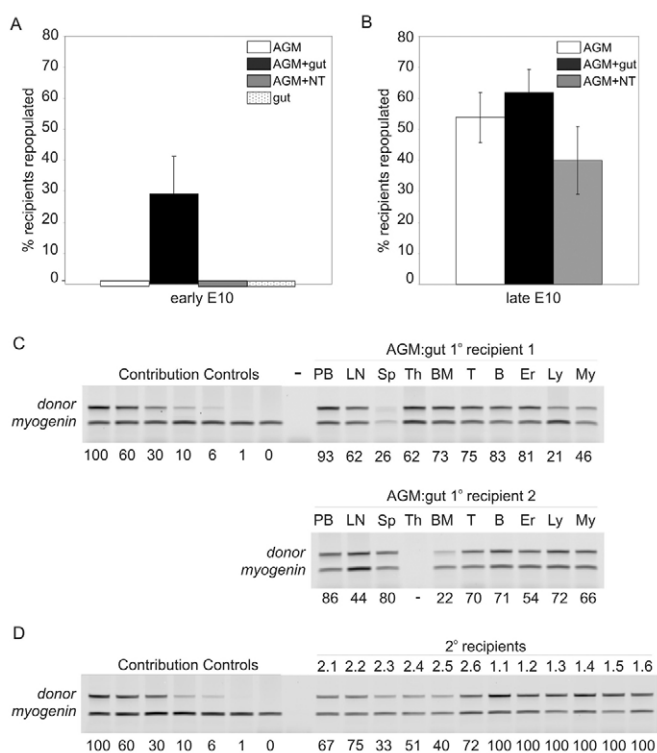 A
80
70
60
50
40
30
20
10
0
% recipients repopulated
AGM
AGM+gut
AGM+NT
gut
early E10
B
80
70
60
50
40
30
20
10
0
% recipients repopulated
AGM
AGM+gut
AGM+NT
late E10
C
AGM:gut 1° recipient 1
Contribution Controls - PB LN Sp Th BM T B Er Ly My
donor
myogenin
100 60 30 10 6 1 0 93 62 26 62 73 75 83 81 21 46
AGM:gut 1° recipient 2
PB LN Sp Th BM T B Er Ly My
donor
myogenin
86 44 80 - 22 70 71 54 72 66
D
2° recipients
Contribution Controls 2.1 2.2 2.3 2.4 2.5 2.6 1.1 1.2 1.3 1.4 1.5 1.6
donor
myogenin
100 60 30 10 6 1 0 67 75 33 51 40 72 100 100 100 100 100 100